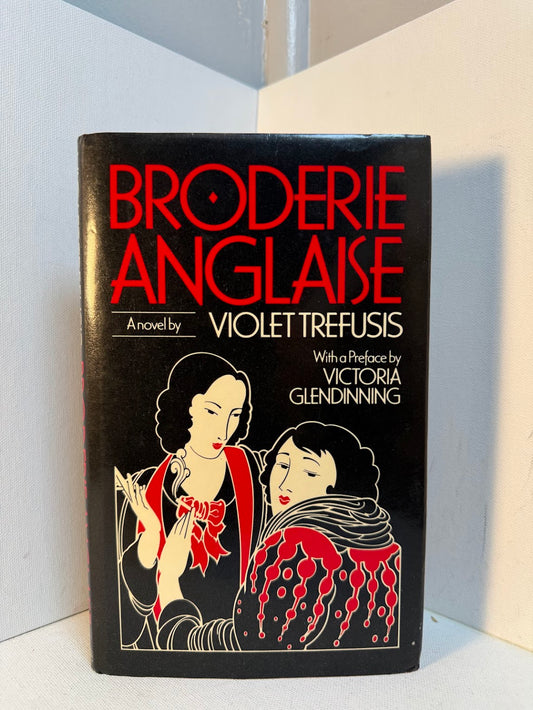 BRODERIE
ANGLAISE
A novel by VIOLET TREFUSIS
With a Preface by
VICTORIA
GLENDINNING